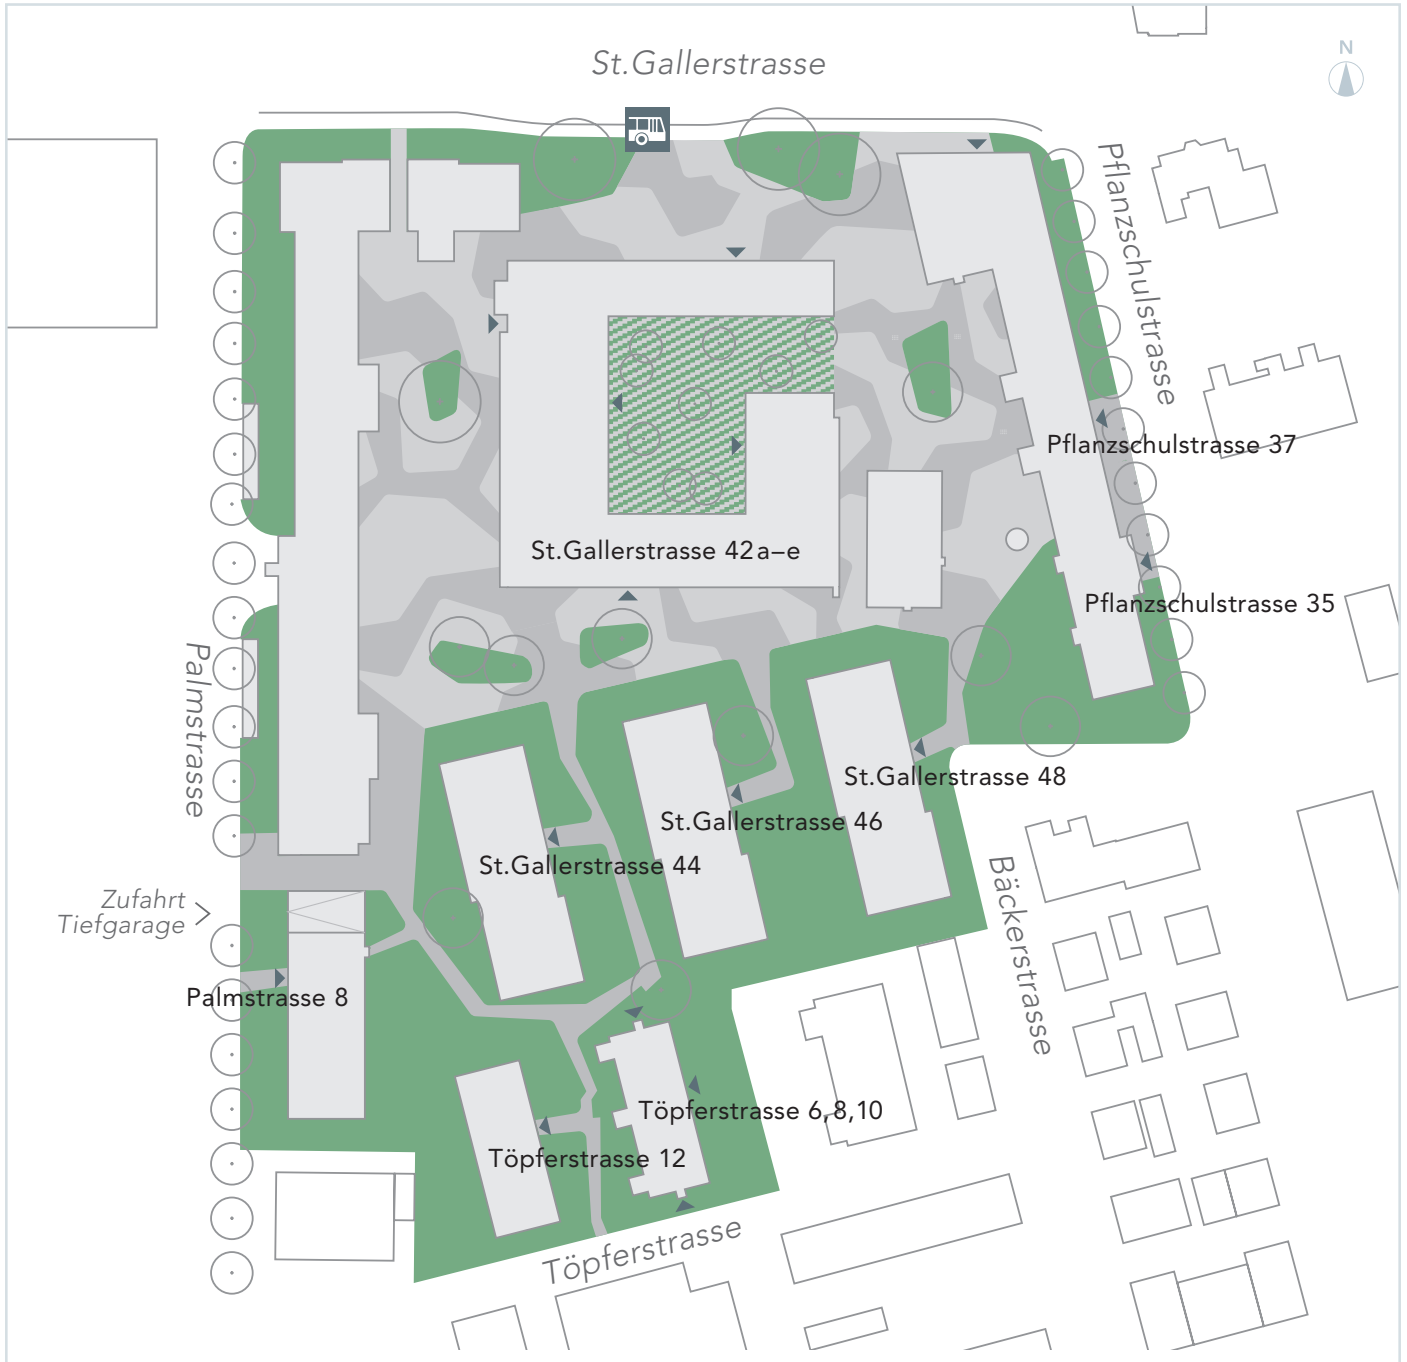 St.Gallerstrasse
N
Pflanzschulstrasse
Pflanzschulstrasse 37
St.Gallerstrasse 42a–e
Pflanzschulstrasse 35
Palmstrasse
St.Gallerstrasse 48
St.Gallerstrasse 46
St.Gallerstrasse 44
Bäckerstrasse
Zufahrt
Tiefgarage
Palmstrasse 8
Töpferstrasse 6,8,10
Töpferstrasse 12
Töpferstrasse